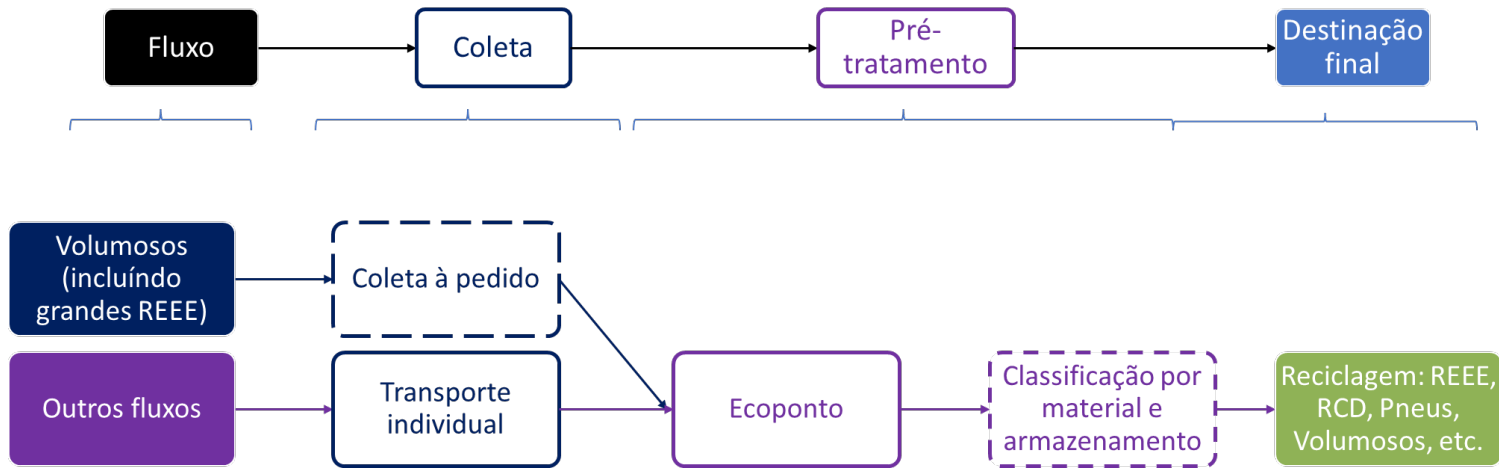 Fluxo
Coleta
Pré-
tratamento
Destinação
final
Volumosos
(incluíndo
grandes REEE)
Coleta à pedido
Outros fluxos
Transporte
individual
Ecoponto
Classificação por
material e
armazenamento
Reciclagem: REEE,
RCD, Pneus,
Volumosos, etc.